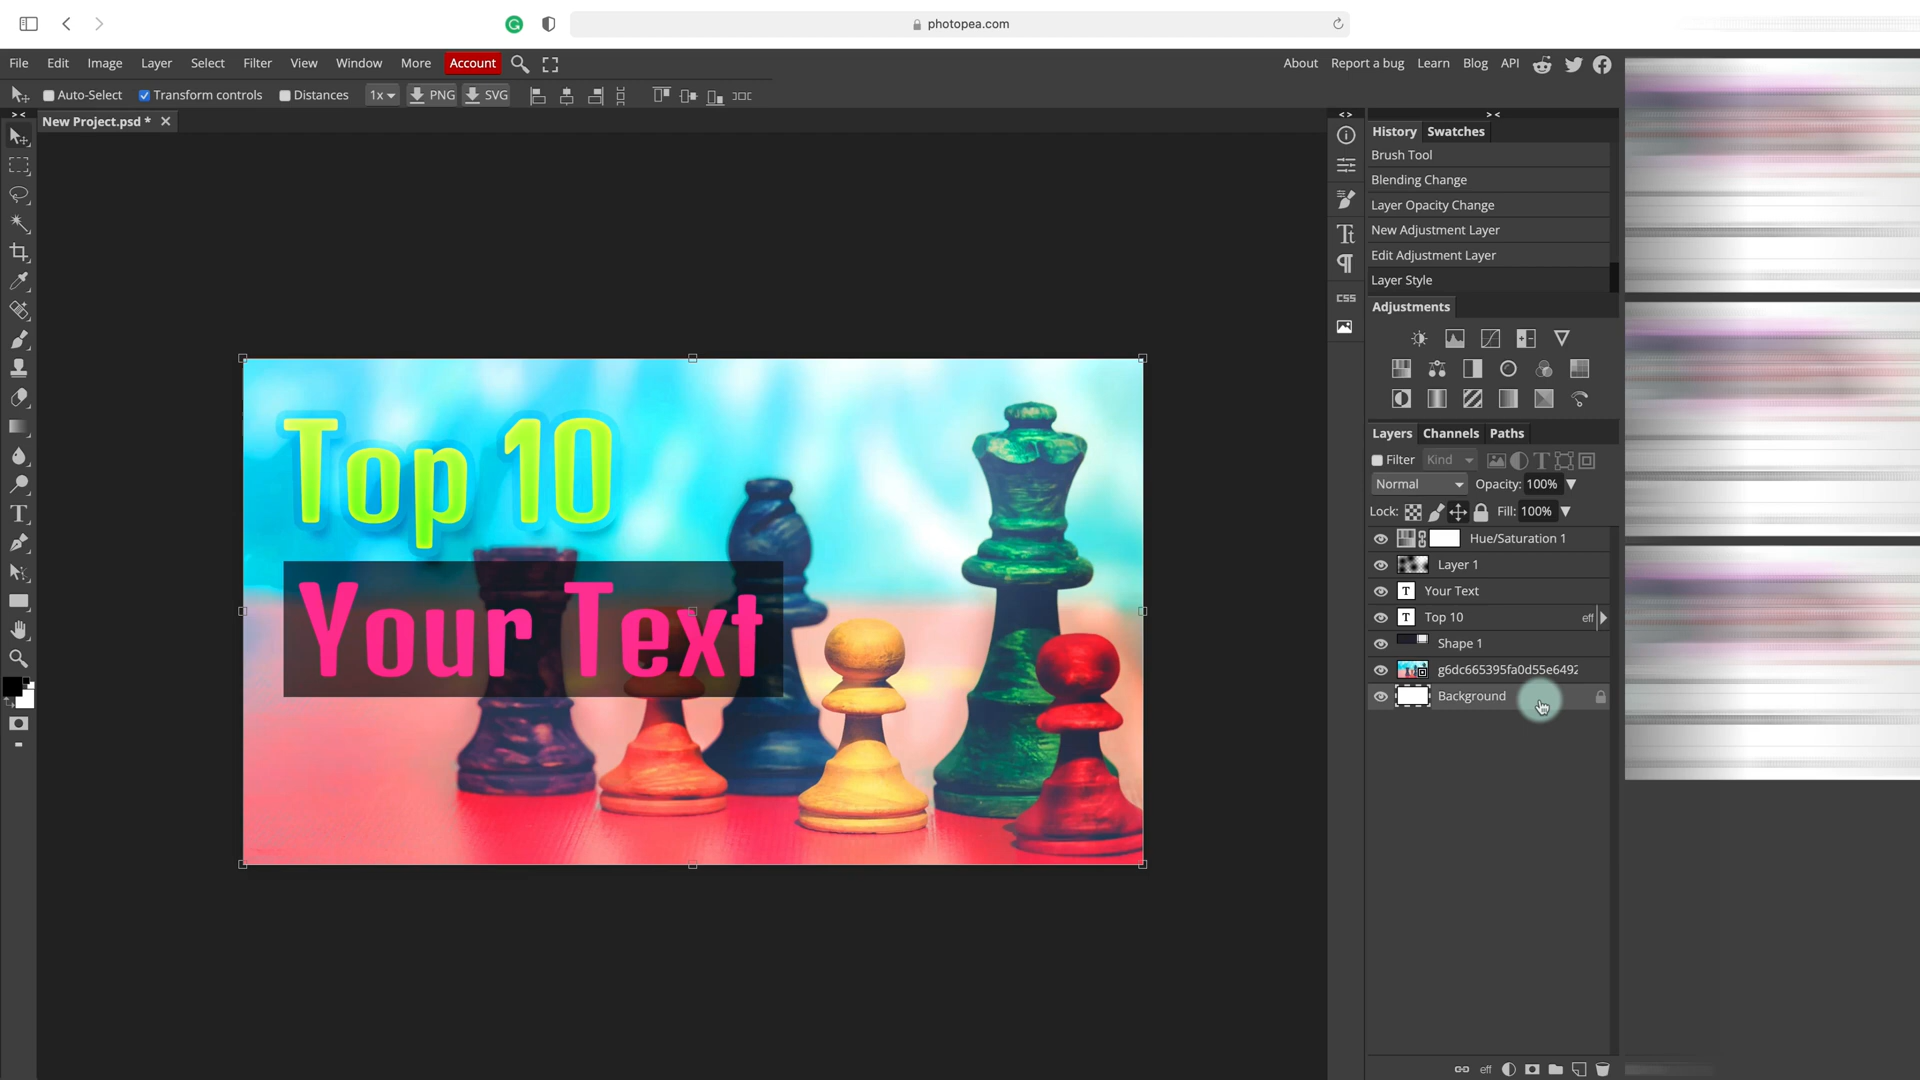 photopea.com
File Edit Image Layer Select Filter View Window More Account About Report a bug Learn Blog API
Auto-Select Transform controls Distances 1x PNG SVG
New Project.psd *
History Swatches
Brush Tool
Blending Change
Layer Opacity Change
New Adjustment Layer
Edit Adjustment Layer
Layer Style
CSS
Adjustments
Layers Channels Paths
Filter Kind
Normal Opacity: 100%
Lock: Fill: 100%
Hue/Saturation 1
Layer 1
T Your Text
T Top 10 eff
Shape 1
g6dc665395fa0d55e6492
Background
eff
Top 10
Your Text